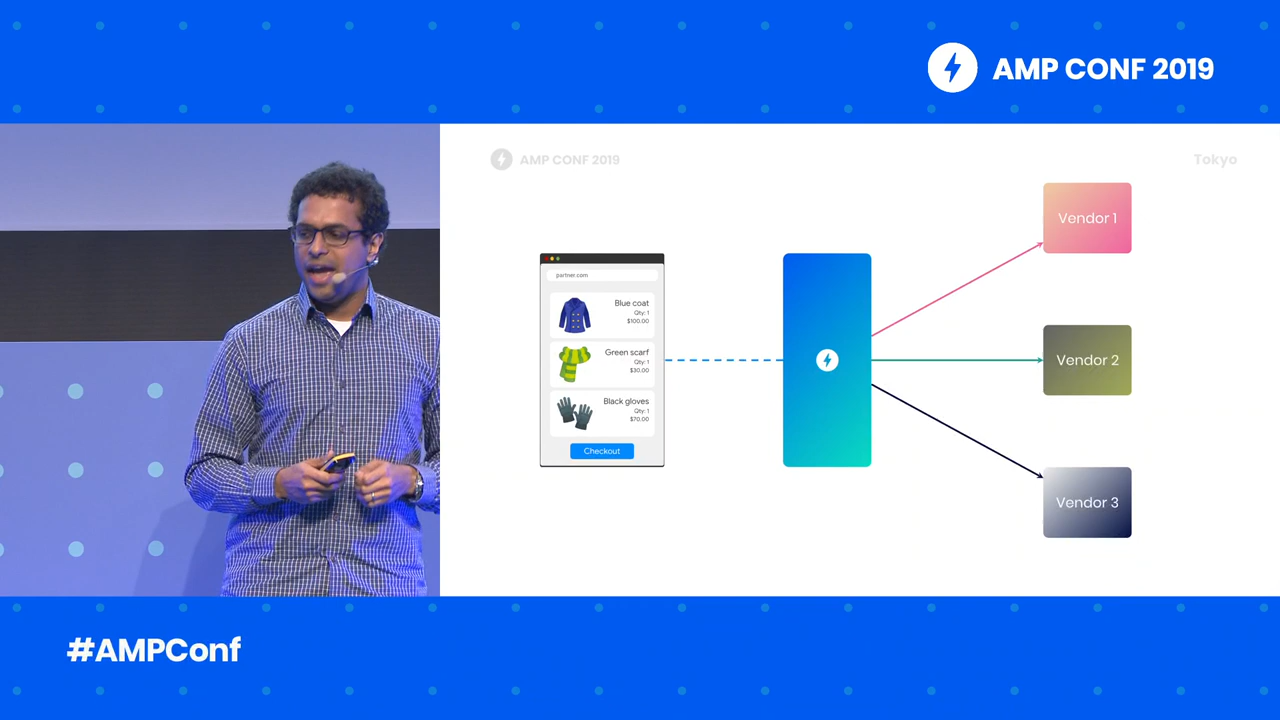 AMP CONF 2019
AMP CONF 2019
Tokyo
partner.com
Blue coat
Qty: 1
$100.00
Green scarf
Qty: 1
$30.00
Black gloves
Qty: 1
$70.00
Checkout
Vendor 1
Vendor 2
Vendor 3
#AMPConf